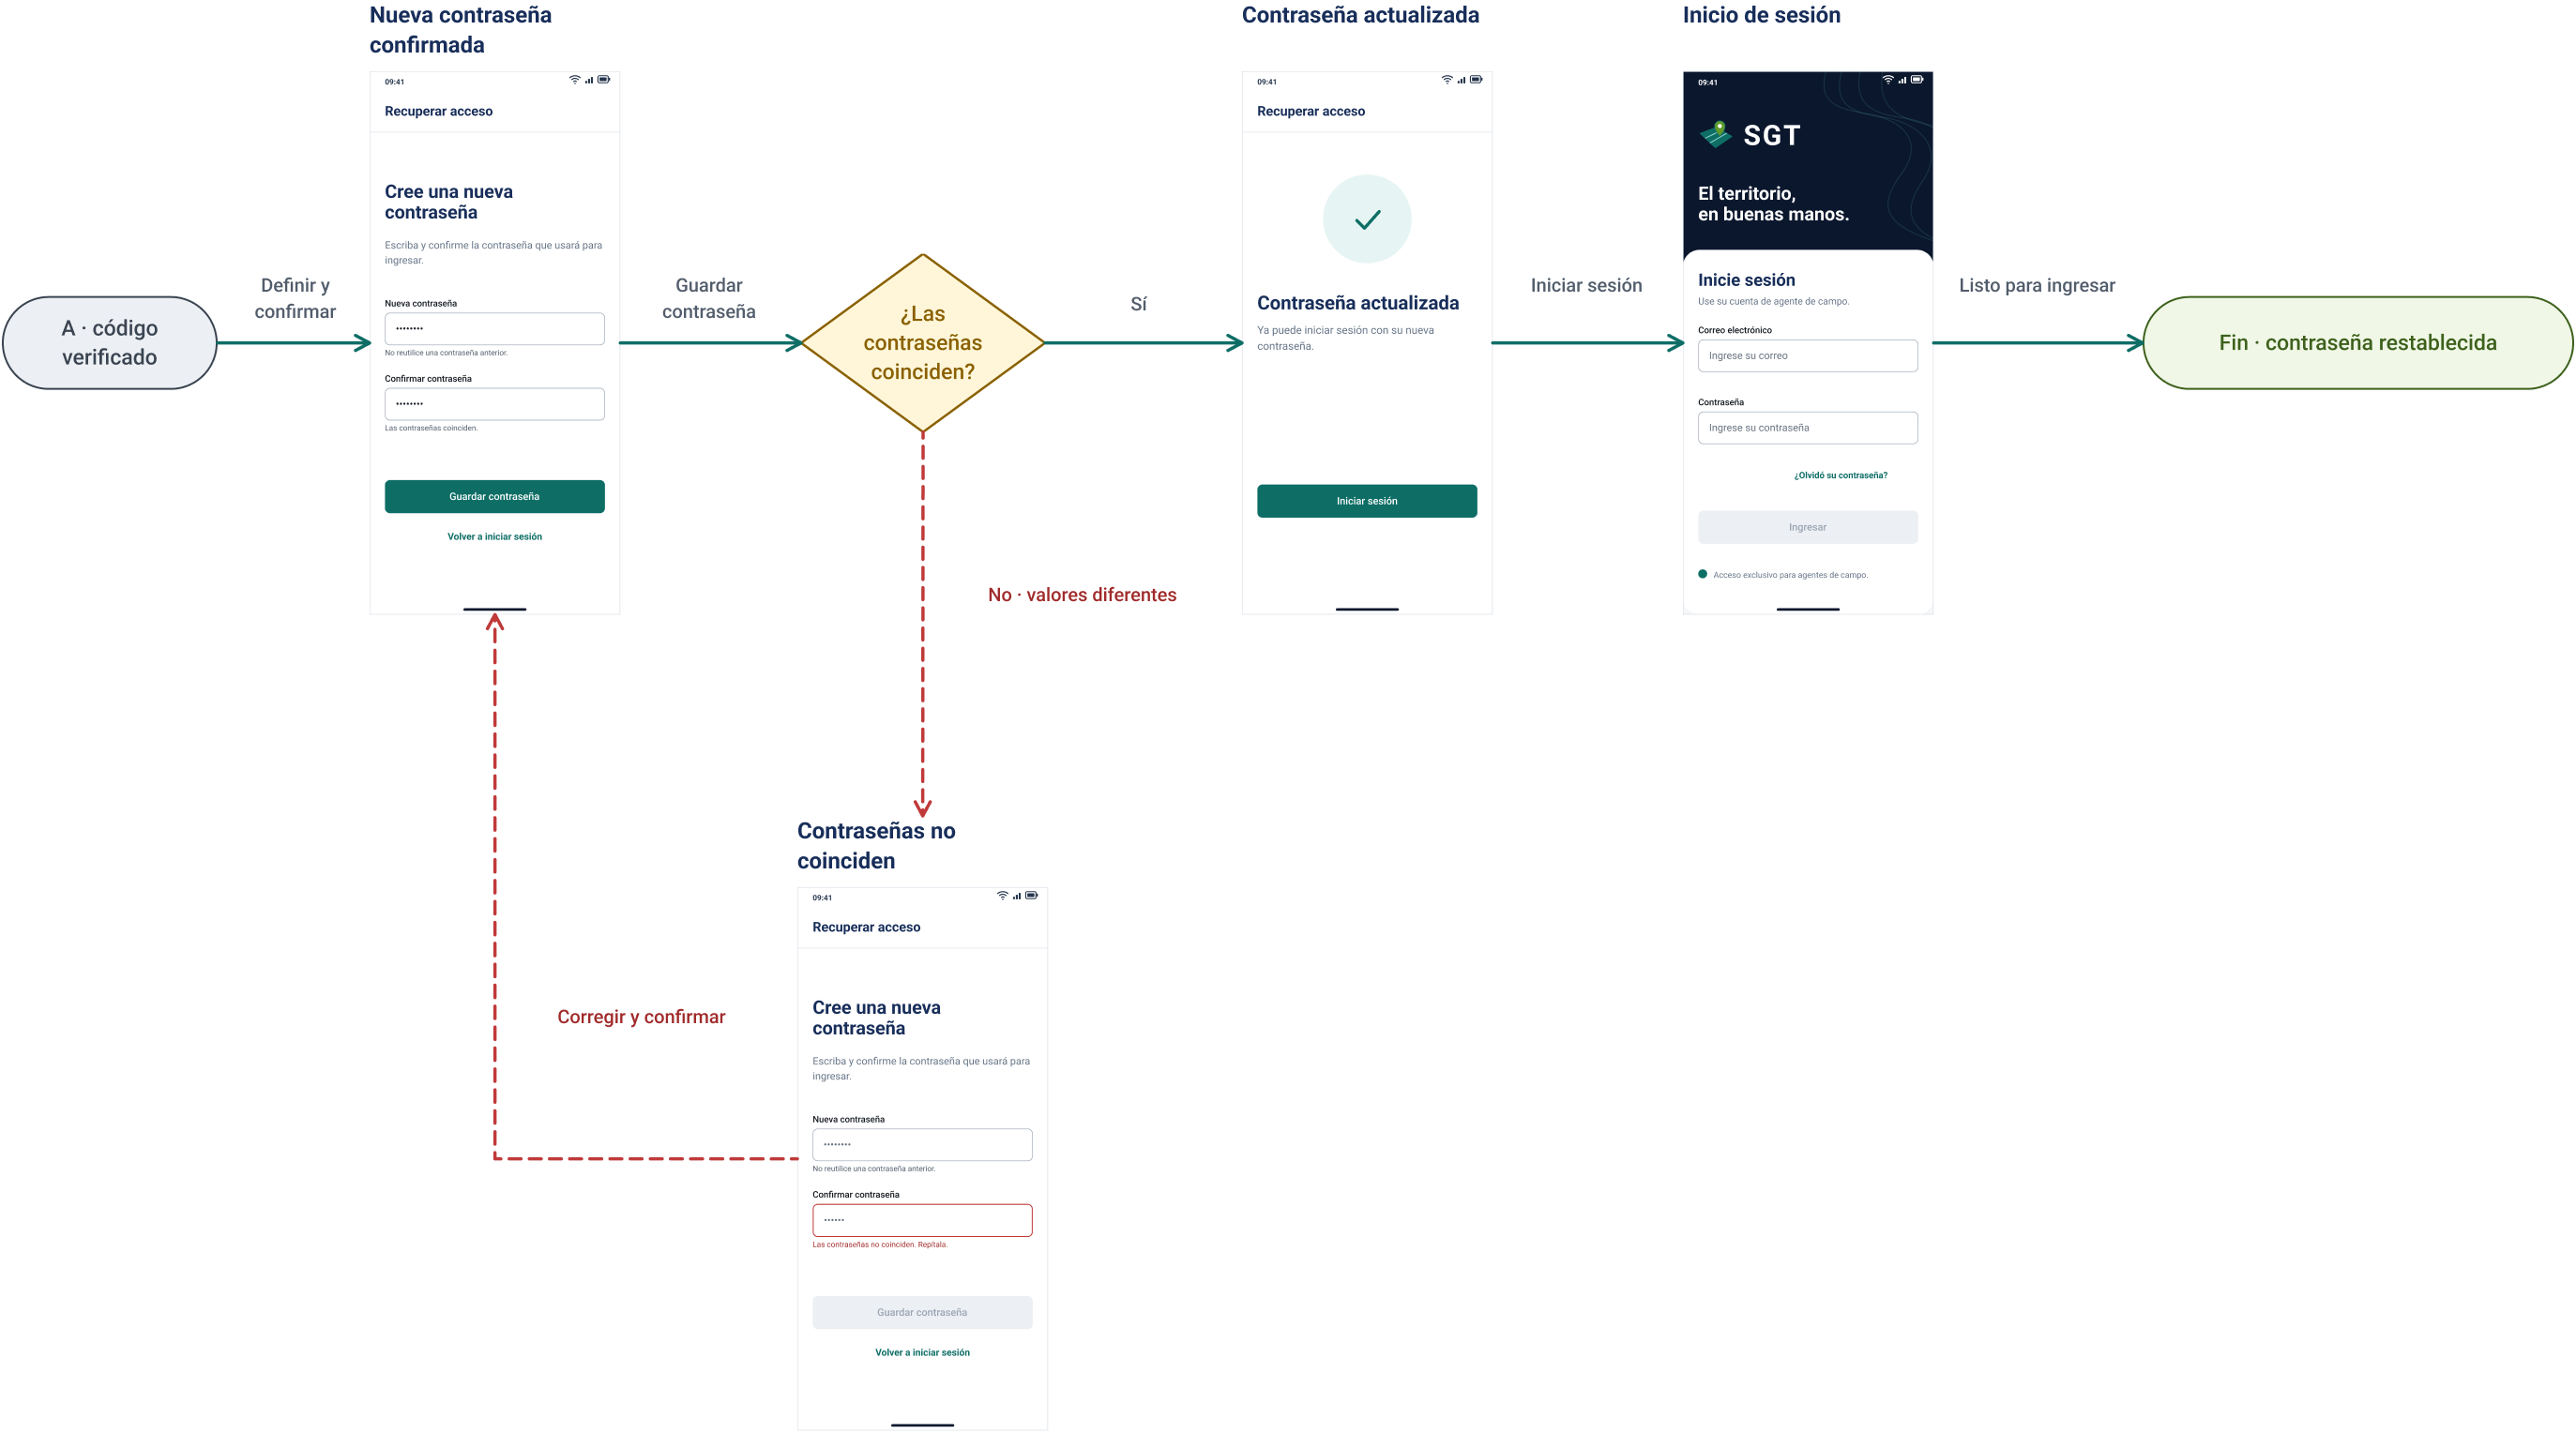 Nueva contraseña
confirmada
Contraseña actualizada
Inicio de sesión
A · código
verificado
Definir y
confirmar
09:41
Recuperar acceso
Cree una nueva
contraseña
Escriba y confirme la contraseña que usará para
ingresar.
Nueva contraseña
••••••••
No reutilice una contraseña anterior.
Confirmar contraseña
••••••••
Las contraseñas coinciden.
Guardar contraseña
Volver a iniciar sesión
Guardar
contraseña
¿Las
contraseñas
coinciden?
Sí
09:41
Recuperar acceso
Contraseña actualizada
Ya puede iniciar sesión con su nueva
contraseña.
Iniciar sesión
Iniciar sesión
09:41
SGT
El territorio,
en buenas manos.
Inicie sesión
Use su cuenta de agente de campo.
Correo electrónico
Ingrese su correo
Contraseña
Ingrese su contraseña
¿Olvidó su contraseña?
Ingresar
Acceso exclusivo para agentes de campo.
Listo para ingresar
Fin · contraseña restablecida
No · valores diferentes
Corregir y confirmar
Contraseñas no
coinciden
09:41
Recuperar acceso
Cree una nueva
contraseña
Escriba y confirme la contraseña que usará para
ingresar.
Nueva contraseña
••••••••
No reutilice una contraseña anterior.
Confirmar contraseña
••••••
Las contraseñas no coinciden. Repítala.
Guardar contraseña
Volver a iniciar sesión